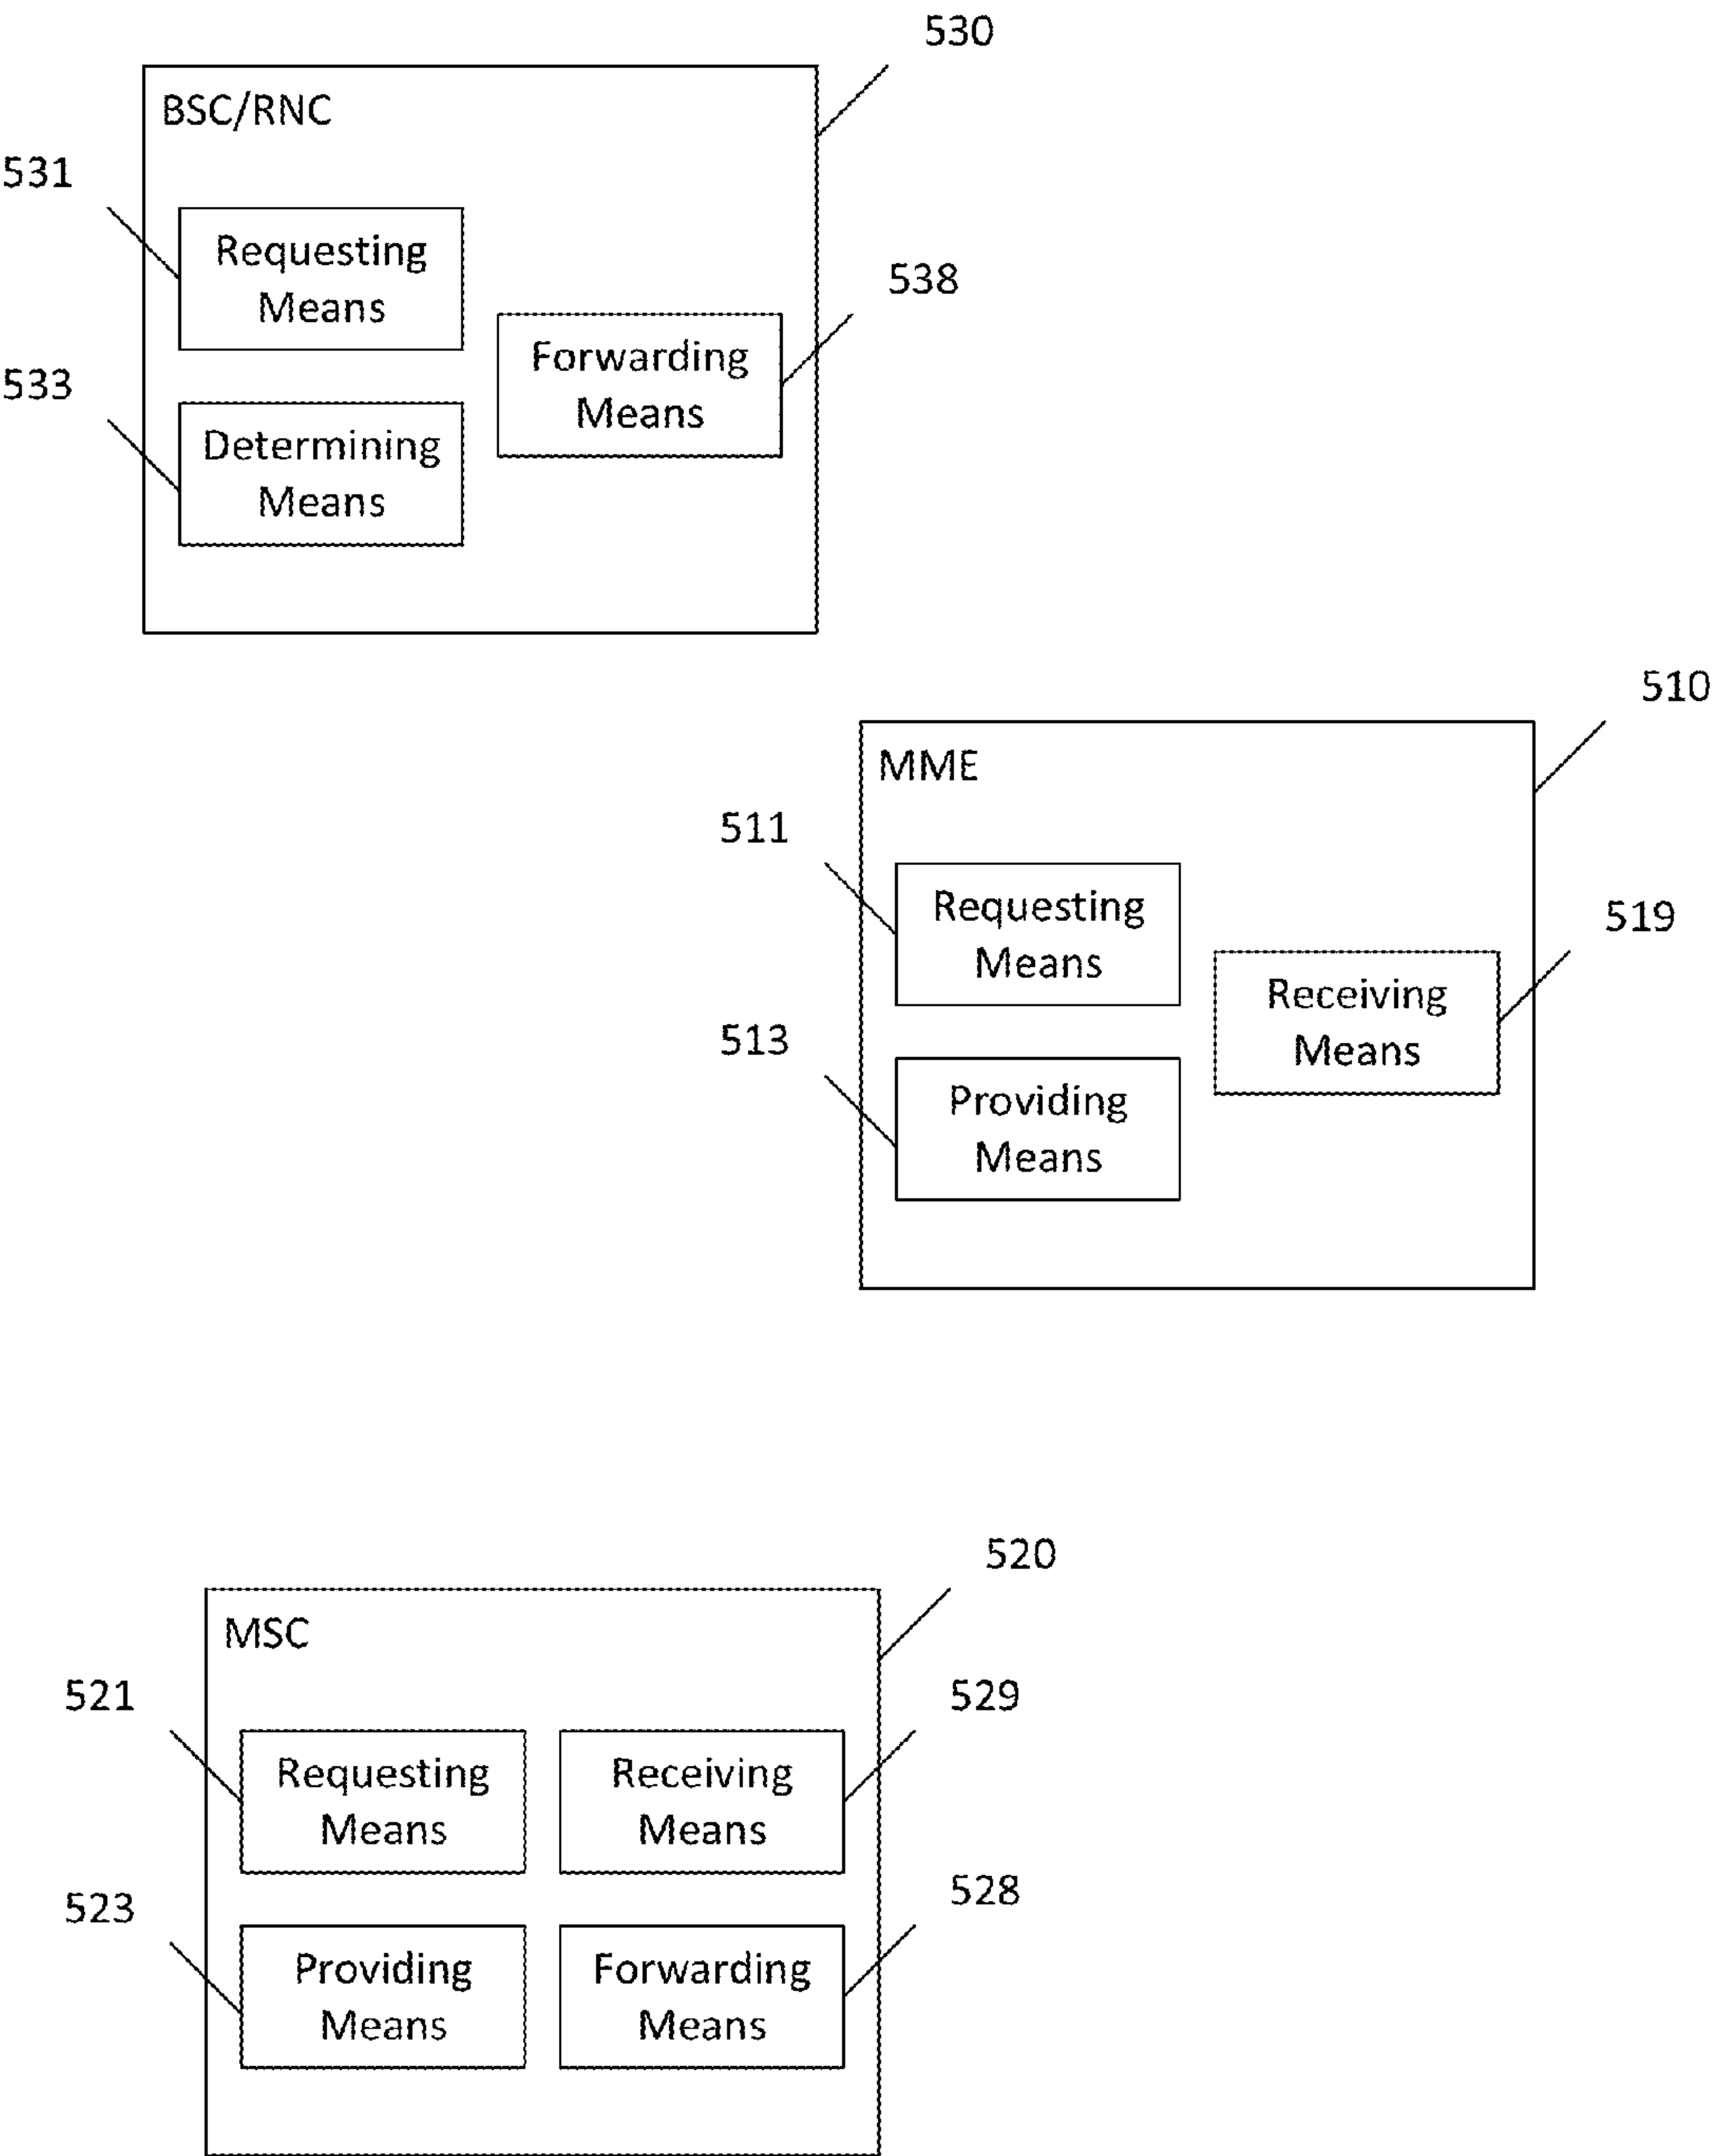 530
BSC/RNC
531
Requesting
Means
538
Forwarding
Means
533
Determining
Means
510
MME
511
Requesting
Means
519
Receiving
Means
513
Providing
Means
520
MSC
521
Requesting
Means
529
Receiving
Means
523
Providing
Means
528
Forwarding
Means